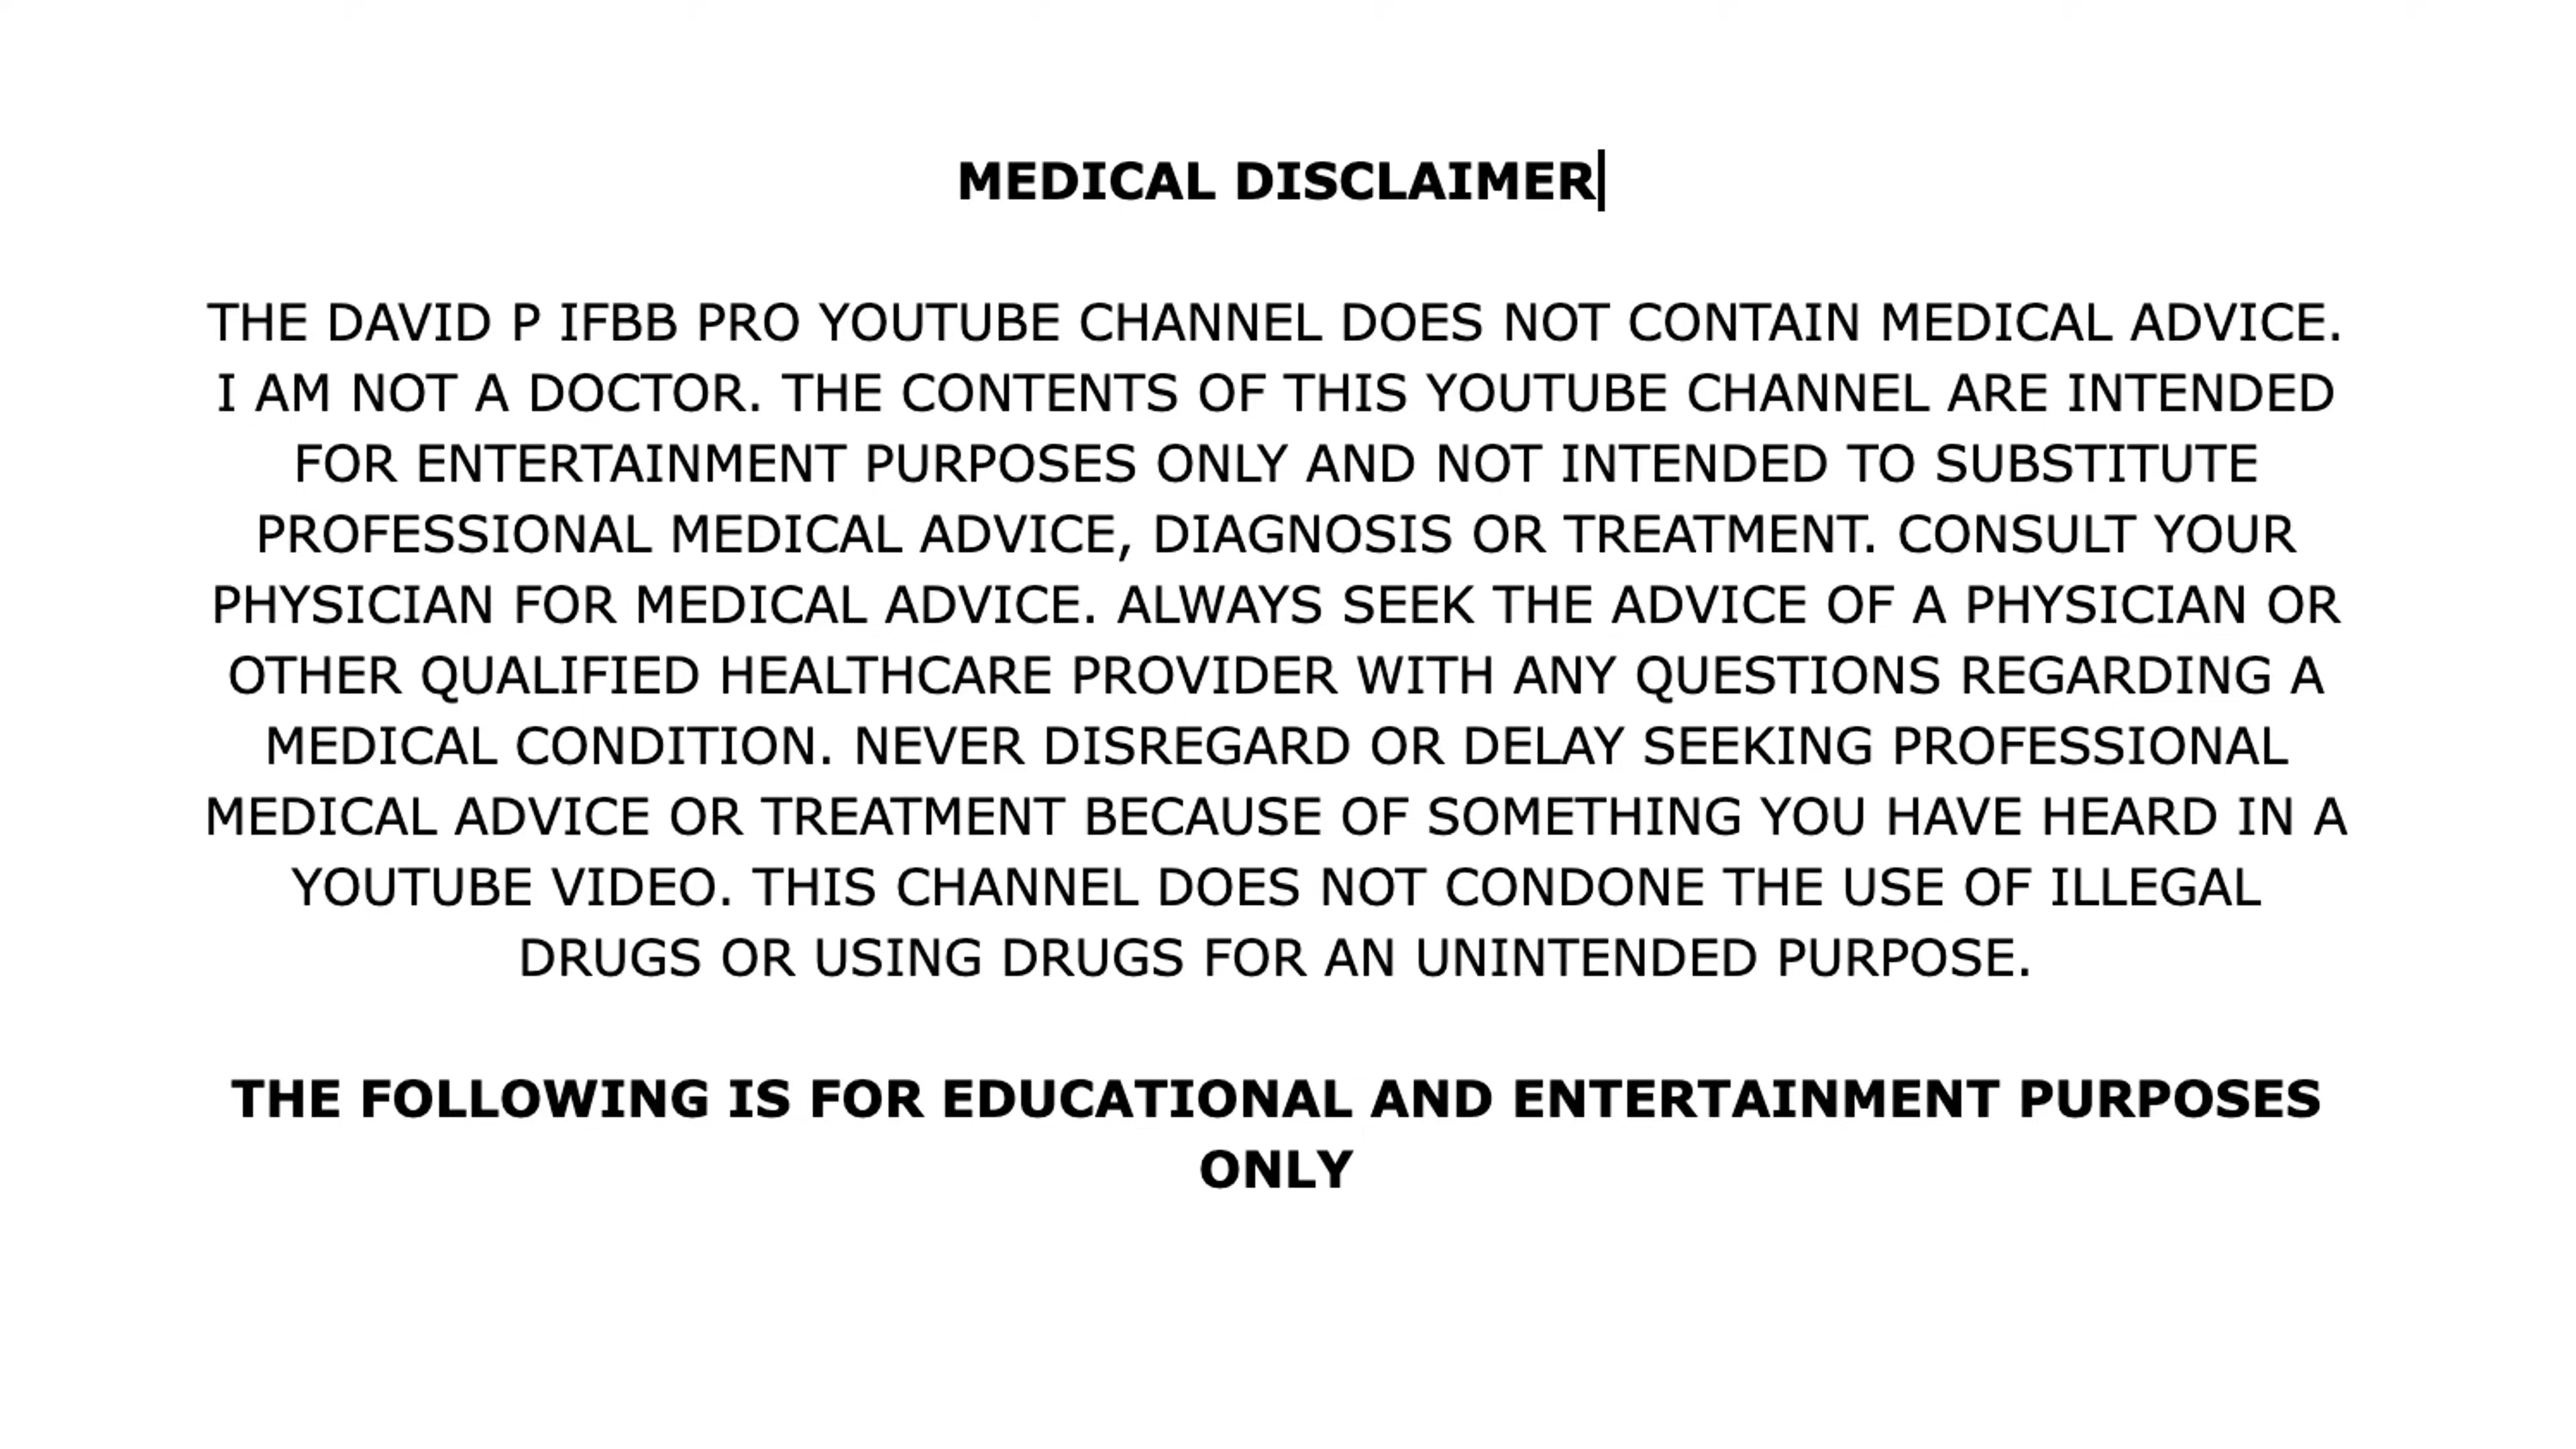 MEDICAL DISCLAIMER
THE DAVID P IFBB PRO YOUTUBE CHANNEL DOES NOT CONTAIN MEDICAL ADVICE.
I AM NOT A DOCTOR. THE CONTENTS OF THIS YOUTUBE CHANNEL ARE INTENDED
FOR ENTERTAINMENT PURPOSES ONLY AND NOT INTENDED TO SUBSTITUTE
PROFESSIONAL MEDICAL ADVICE, DIAGNOSIS OR TREATMENT. CONSULT YOUR
PHYSICIAN FOR MEDICAL ADVICE. ALWAYS SEEK THE ADVICE OF A PHYSICIAN OR
OTHER QUALIFIED HEALTHCARE PROVIDER WITH ANY QUESTIONS REGARDING A
MEDICAL CONDITION. NEVER DISREGARD OR DELAY SEEKING PROFESSIONAL
MEDICAL ADVICE OR TREATMENT BECAUSE OF SOMETHING YOU HAVE HEARD IN A
YOUTUBE VIDEO. THIS CHANNEL DOES NOT CONDONE THE USE OF ILLEGAL
DRUGS OR USING DRUGS FOR AN UNINTENDED PURPOSE.
THE FOLLOWING IS FOR EDUCATIONAL AND ENTERTAINMENT PURPOSES
ONLY